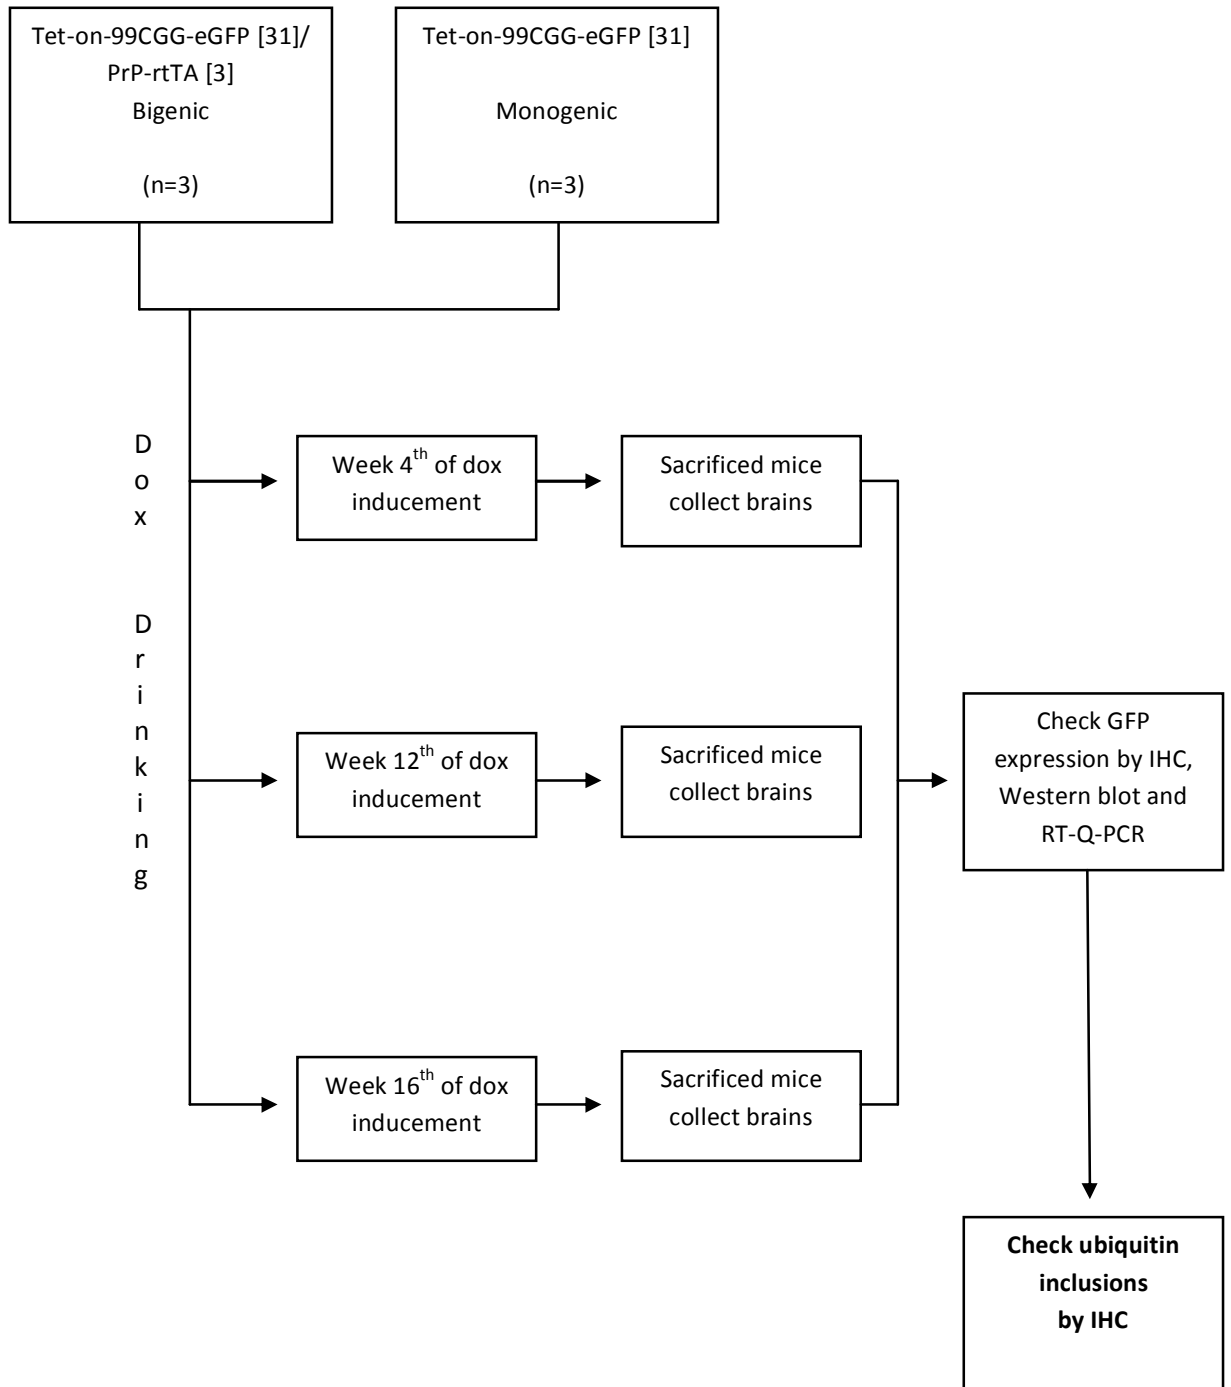 Tet-on-99CGG-eGFP [31]/
PrP-rtTA [3]
Bigenic
(n=3)
Tet-on-99CGG-eGFP [31]
Monogenic
(n=3)
Dox
Drinking
Week 4th of dox
inducement
Sacrificed mice
collect brains
Week 12th of dox
inducement
Sacrificed mice
collect brains
Week 16th of dox
inducement
Sacrificed mice
collect brains
Check GFP
expression by IHC,
Western blot and
RT-Q-PCR
Check ubiquitin
inclusions
by IHC